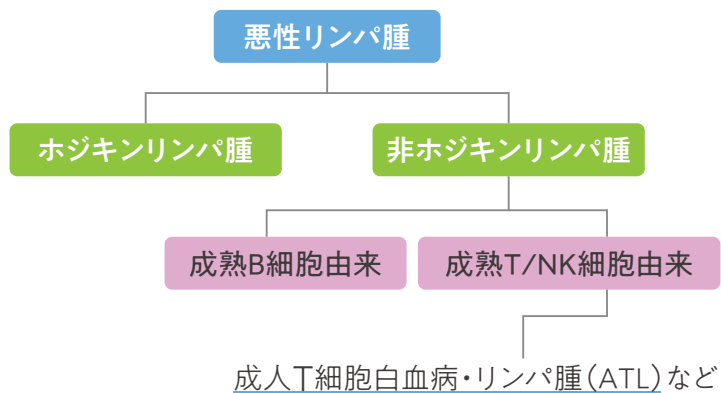 悪性リンパ腫
ホジキンリンパ腫
非ホジキンリンパ腫
成熟B細胞由来
成熟T/NK細胞由来
成人T細胞白血病・リンパ腫(ATL)など